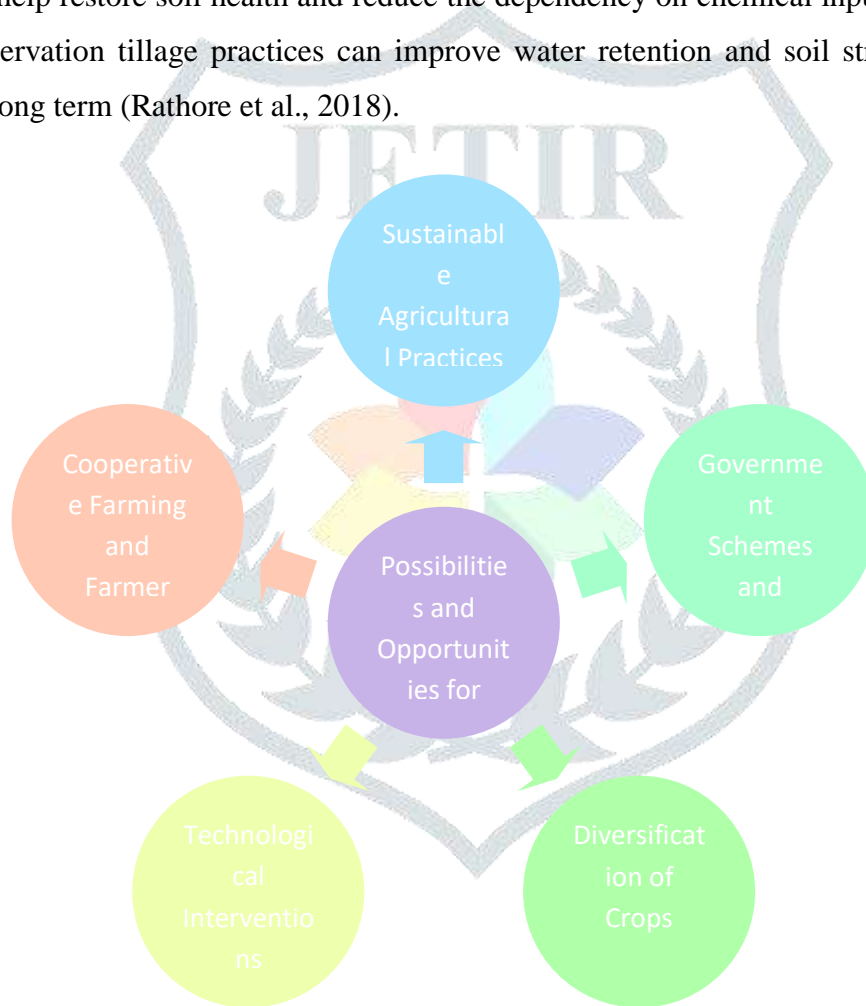 help restore soil health and reduce the dependency on chemical inpu
ervation tillage practices can improve water retention and soil st
ong term (Rathore et al., 2018).
JETIR
Sustainabl
e
Agricultura
l Practices
Cooperativ
e Farming
and
Farmer
Governme
nt
Schemes
and
Possibilitie
s and
Opportunit
ies for
Technologi
cal
Interventio
ns
Diversificat
ion of
Crops